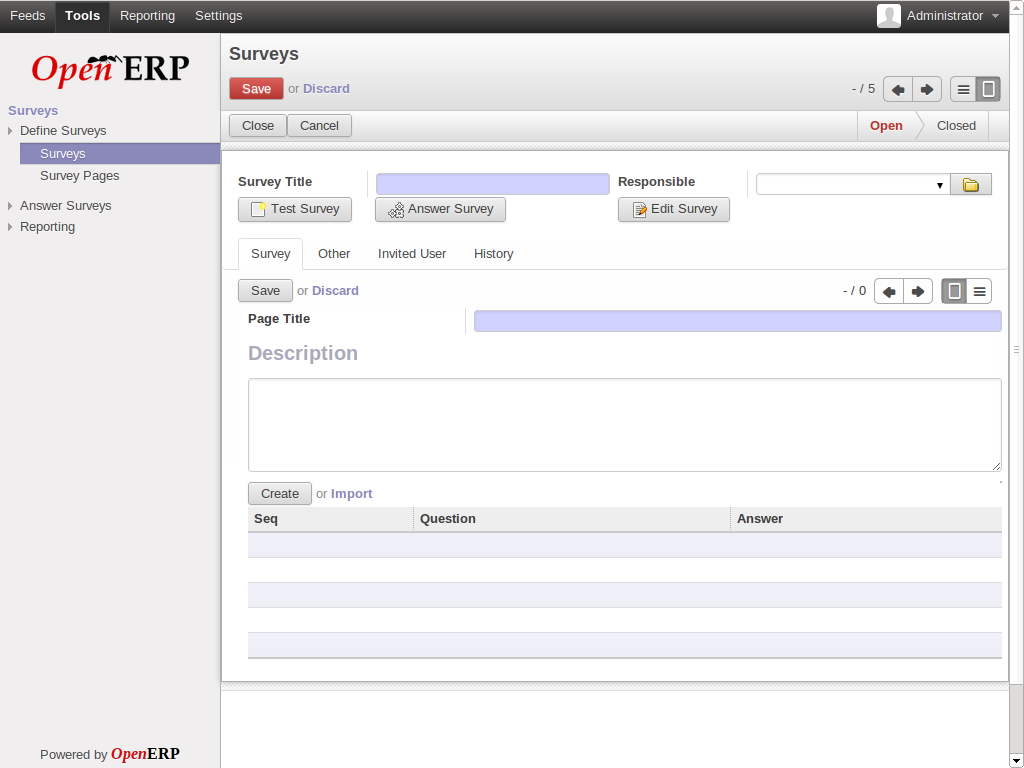 Feeds Tools Reporting Settings Administrator
OpenERP
Surveys
Define Surveys
Surveys
Survey Pages
Answer Surveys
Reporting
Powered by OpenERP
Surveys
Save or Discard - / 5
Close Cancel Open Closed
Survey Title Responsible
Test Survey Answer Survey Edit Survey
Survey Other Invited User History
Save or Discard - / 0
Page Title
Description
Create or Import
Seq Question Answer